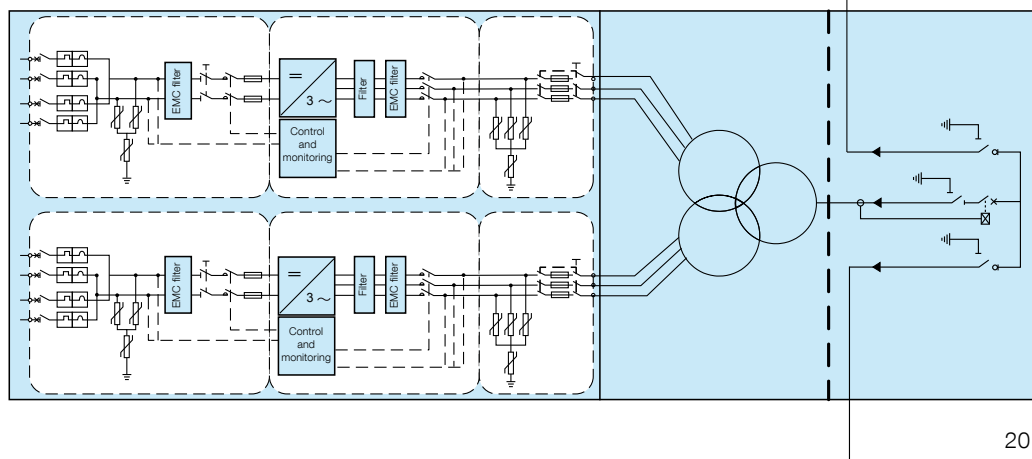 EMC filter
=
3 ~
Filter
EMC filter
Control
and
monitoring
EMC filter
=
3 ~
Filter
EMC filter
Control
and
monitoring
20